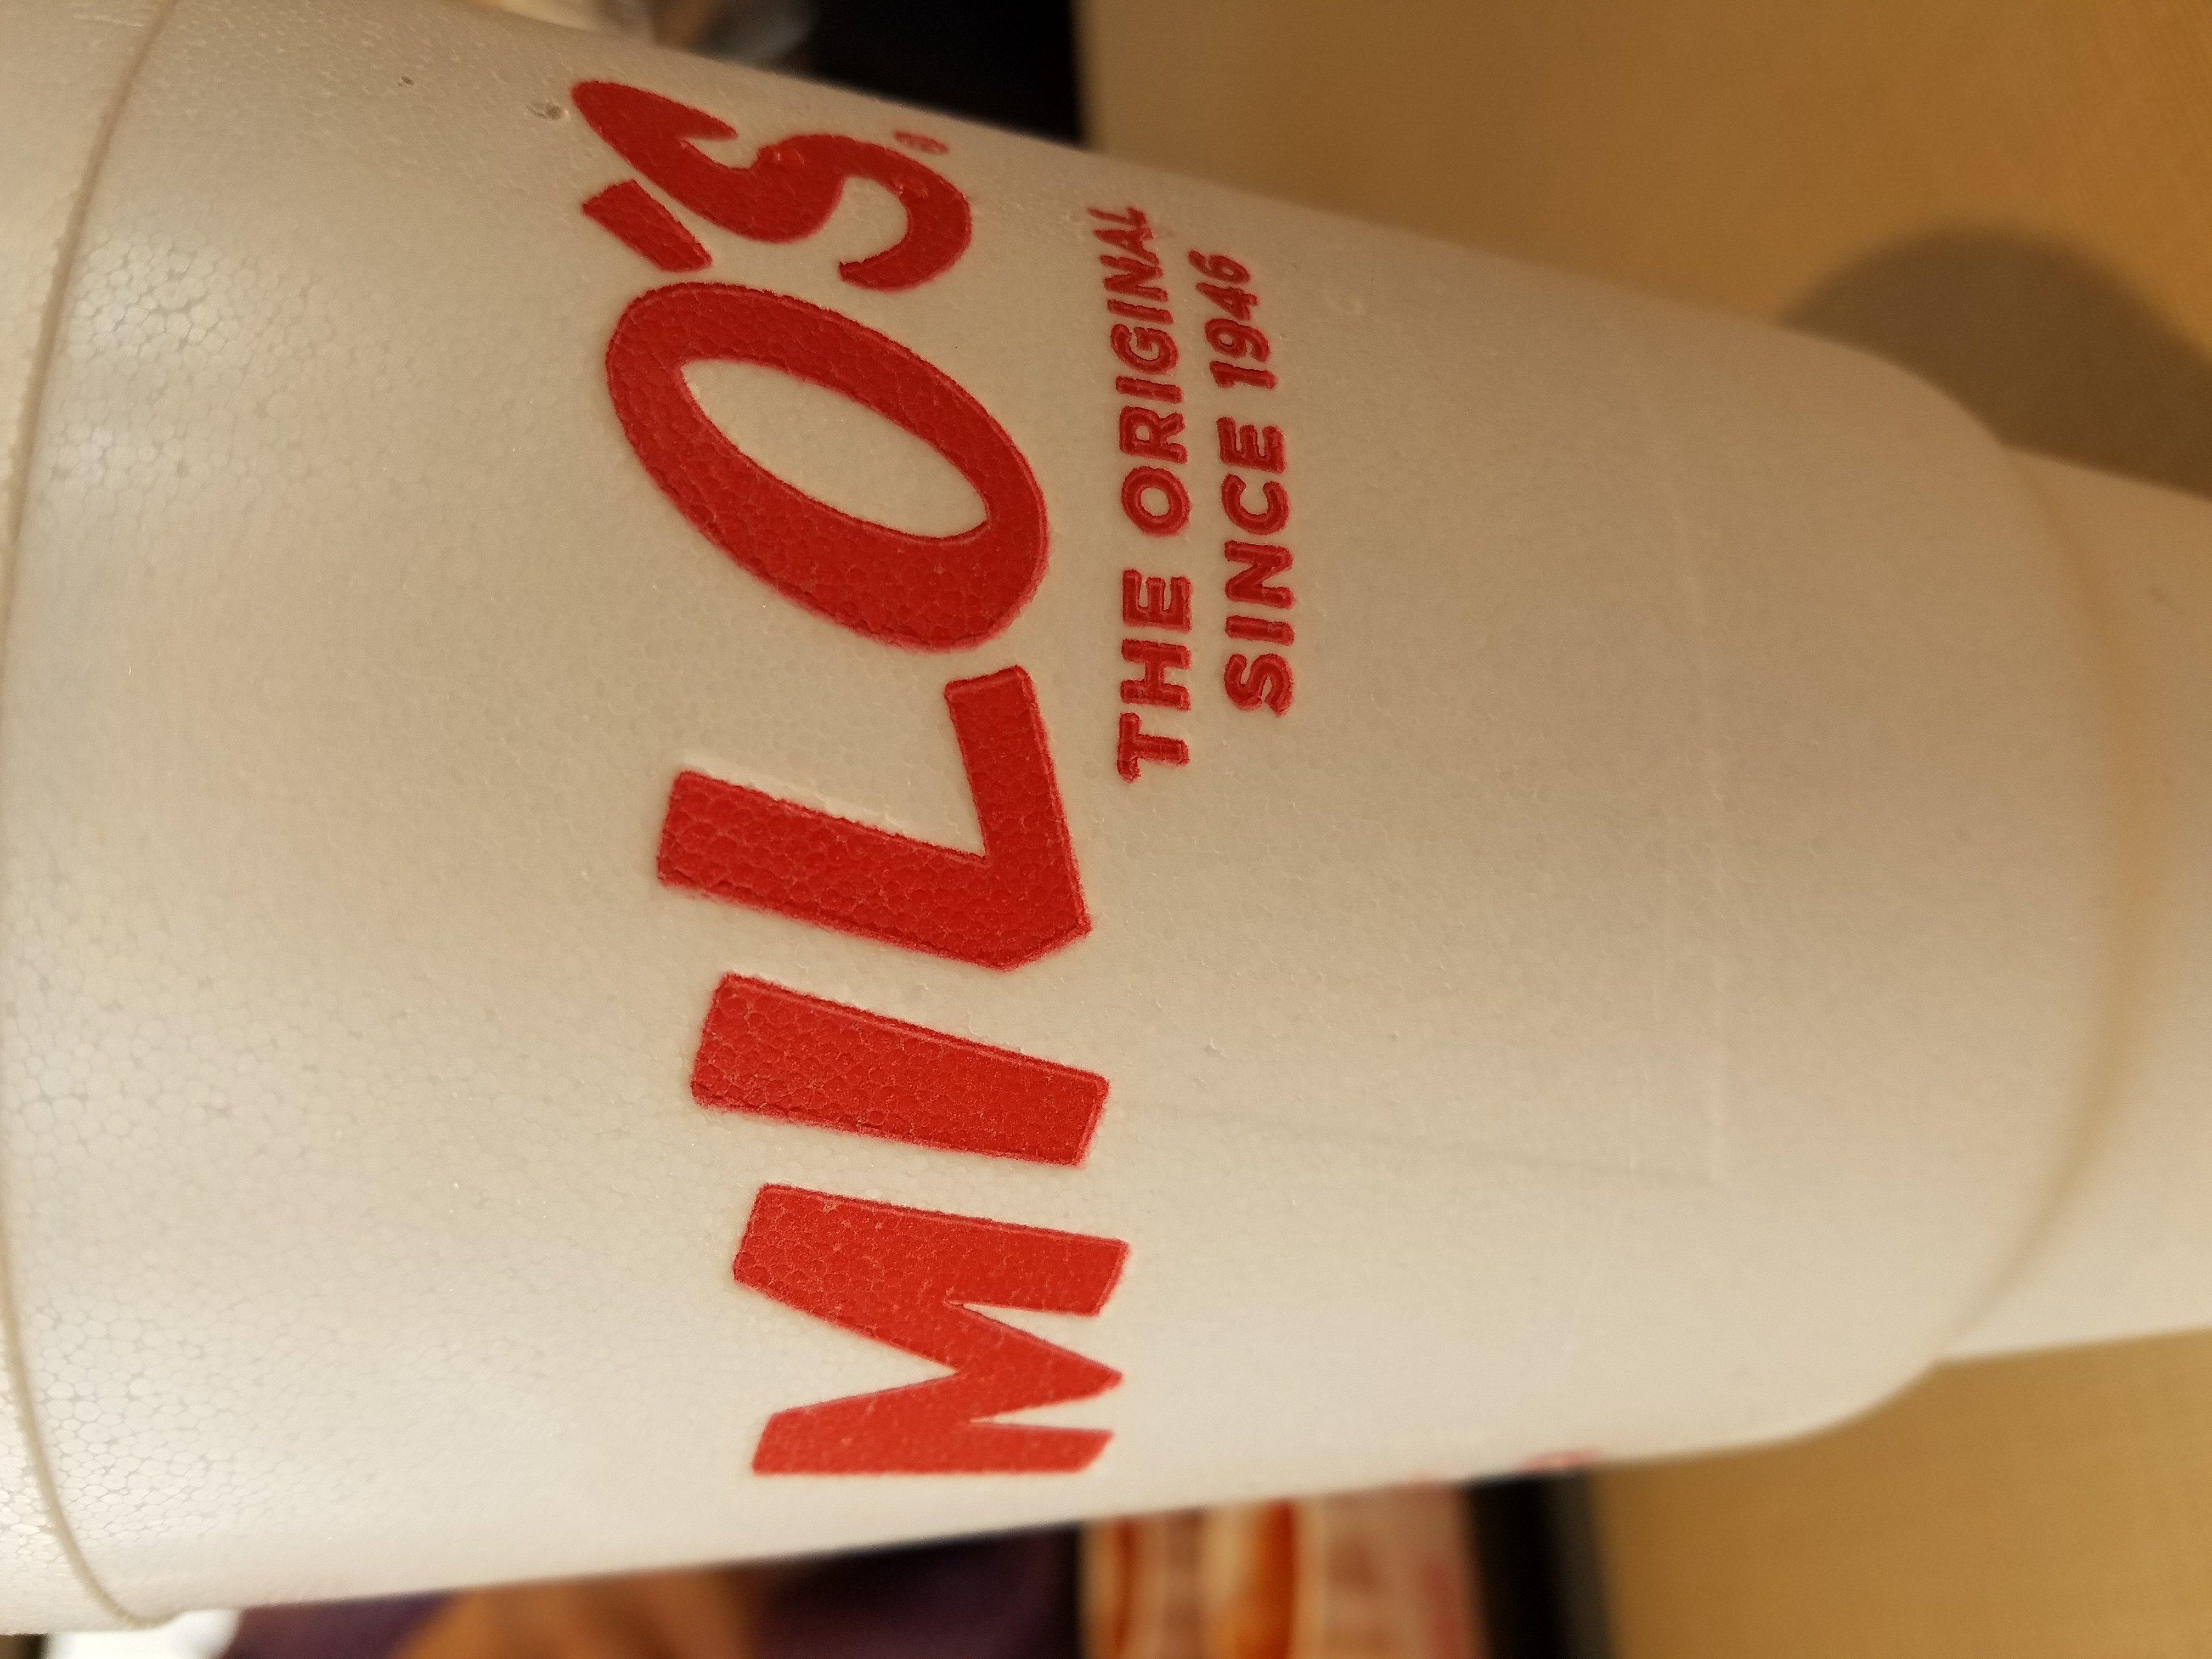 MILO'S®
THE ORIGINAL
SINCE 1946